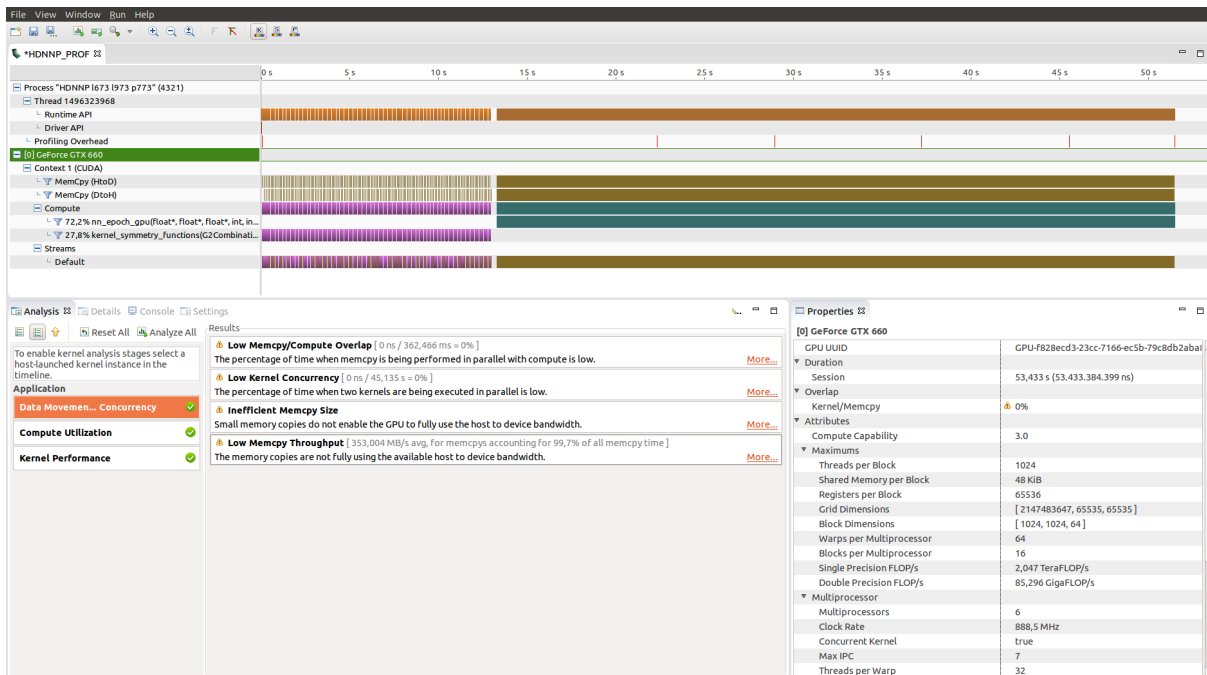 File View Window Run Help
*HDNNP_PROF
0 s 5 s 10 s 15 s 20 s 25 s 30 s 35 s 40 s 45 s 50 s
Process "HDNNP l673 l973 p773" (4321)
Thread 1496323968
Runtime API
Driver API
Profiling Overhead
[0] GeForce GTX 660
Context 1 (CUDA)
MemCpy (HtoD)
MemCpy (DtoH)
Compute
72,2% nn_epoch_gpu(float*, float*, float*, int, in...
27,8% kernel_symmetry_functions(G2Combinati...
Streams
Default
Analysis Details Console Settings
Reset All Analyze All
To enable kernel analysis stages select a
host-launched kernel instance in the
timeline.
Application
Data Movemen... Concurrency
Compute Utilization
Kernel Performance
Results
Low Memcpy/Compute Overlap [ 0 ns / 362,466 ms = 0% ]
The percentage of time when memcpy is being performed in parallel with compute is low. More...
Low Kernel Concurrency [ 0 ns / 45,135 s = 0% ]
The percentage of time when two kernels are being executed in parallel is low. More...
Inefficient Memcpy Size
Small memory copies do not enable the GPU to fully use the host to device bandwidth. More...
Low Memcpy Throughput [ 353,004 MB/s avg, for memcpys accounting for 99,7% of all memcpy time ]
The memory copies are not fully using the available host to device bandwidth. More...
Properties
[0] GeForce GTX 660
GPU UUID GPU-f828ecd3-23cc-7166-ec5b-79c8db2aba
Duration
Session 53,433 s (53.433.384.399 ns)
Overlap
Kernel/Memcpy 0%
Attributes
Compute Capability 3.0
Maximums
Threads per Block 1024
Shared Memory per Block 48 KiB
Registers per Block 65536
Grid Dimensions [ 2147483647, 65535, 65535 ]
Block Dimensions [ 1024, 1024, 64 ]
Warps per Multiprocessor 64
Blocks per Multiprocessor 16
Single Precision FLOP/s 2,047 TeraFLOP/s
Double Precision FLOP/s 85,296 GigaFLOP/s
Multiprocessor
Multiprocessors 6
Clock Rate 888,5 MHz
Concurrent Kernel true
Max IPC 7
Threads per Warp 32